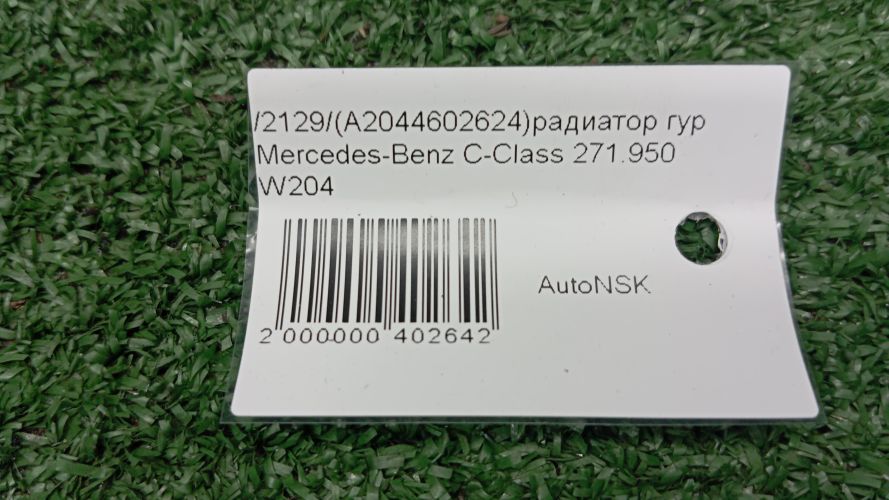 /2129/(A2044602624)радиатор гур
Mercedes-Benz C-Class 271.950
W204
AutoNSK
2 000000 402642